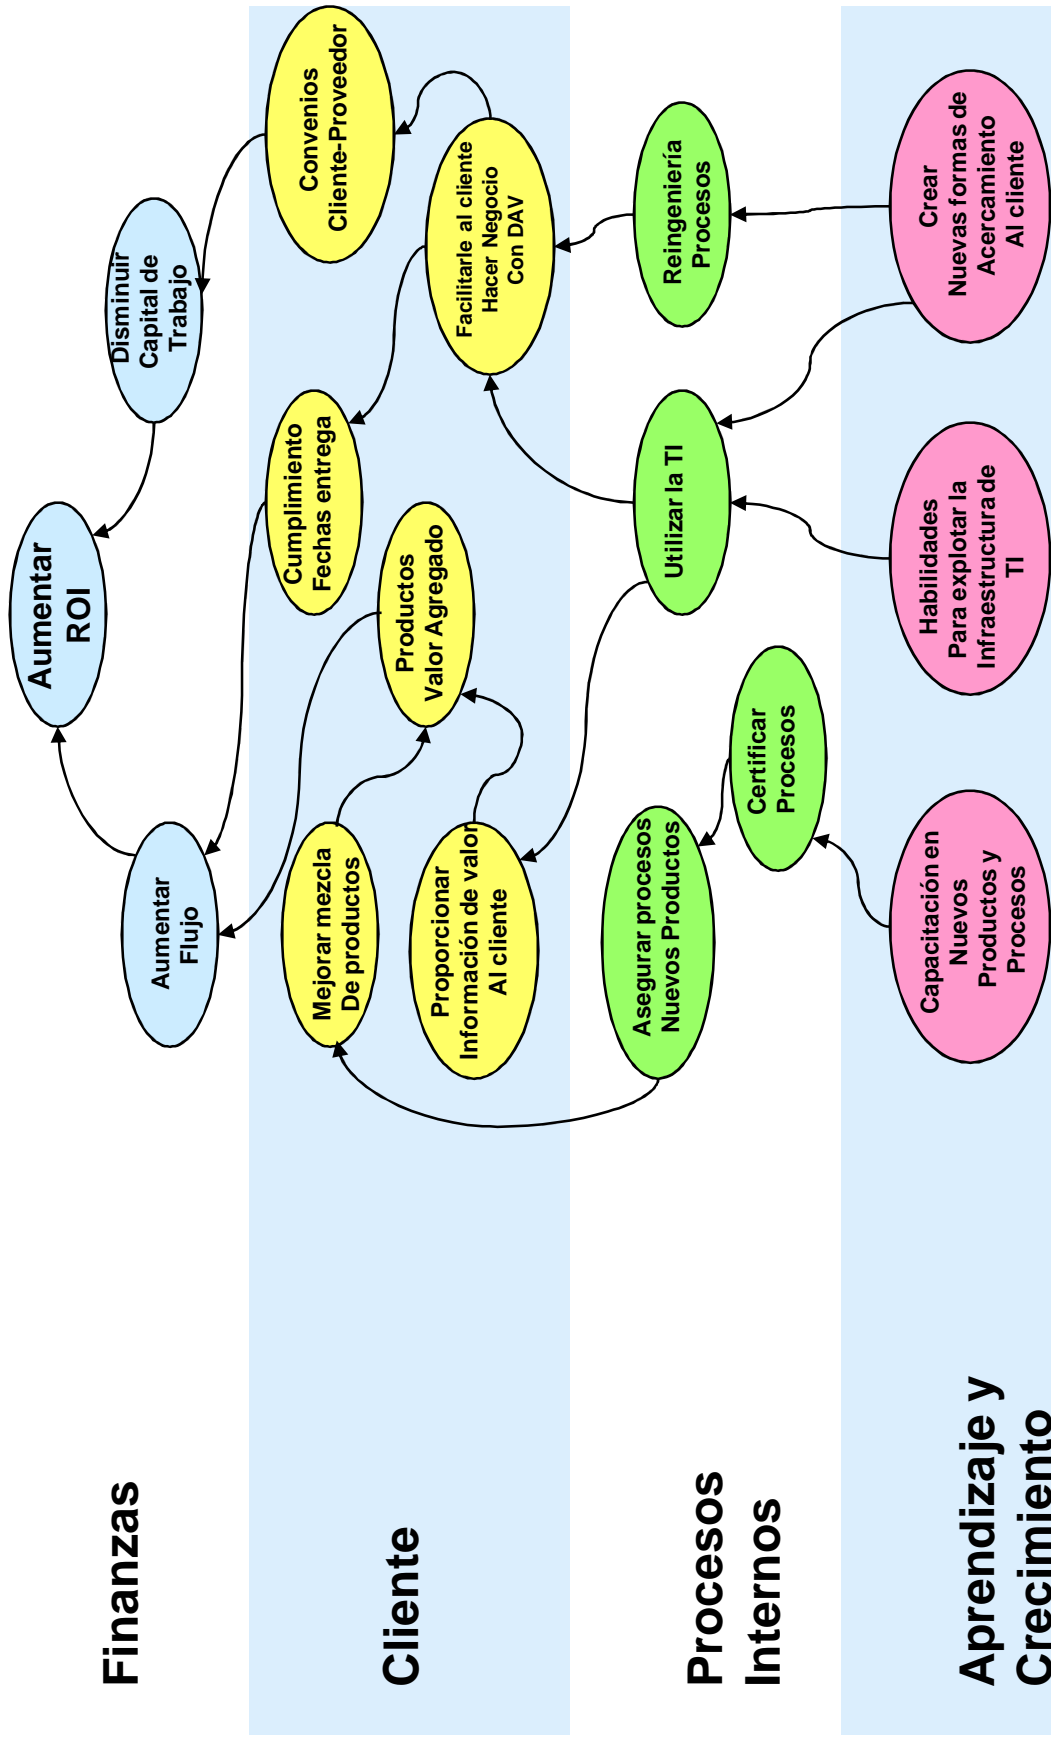 Finanzas
Aumentar
ROI
Disminuir
Capital de
Trabajo
Aumentar
Flujo
Cliente
Convenios
Cliente-Proveedor
Cumplimiento
Fechas entrega
Mejorar mezcla
De productos
Productos
Valor Agregado
Facilitarle al cliente
Hacer Negocio
Con DAV
Proporcionar
Información de valor
Al cliente
Procesos
Internos
Asegurar procesos
Nuevos Productos
Utilizar la TI
Reingeniería
Procesos
Certificar
Procesos
Aprendizaje y
Crecimiento
Capacitación en
Nuevos
Productos y
Procesos
Habilidades
Para explotar la
Infraestructura de
TI
Crear
Nuevas formas de
Acercamiento
Al cliente